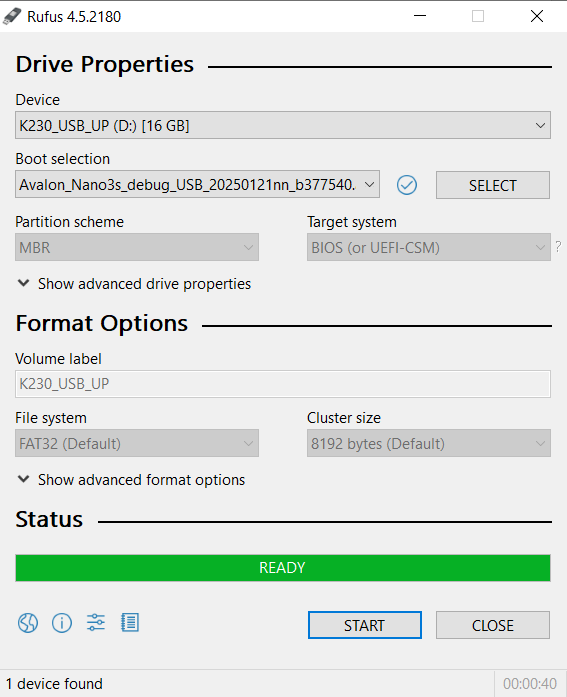 Rufus 4.5.2180
Drive Properties
Device
K230_USB_UP (D:) [16 GB]
Boot selection
Avalon_Nano3s_debug_USB_20250121nn_b377540.
SELECT
Partition scheme
Target system
MBR
BIOS (or UEFI-CSM)
?
Show advanced drive properties
Format Options
Volume label
K230_USB_UP
File system
Cluster size
FAT32 (Default)
8192 bytes (Default)
Show advanced format options
Status
READY
START
CLOSE
1 device found
00:00:40